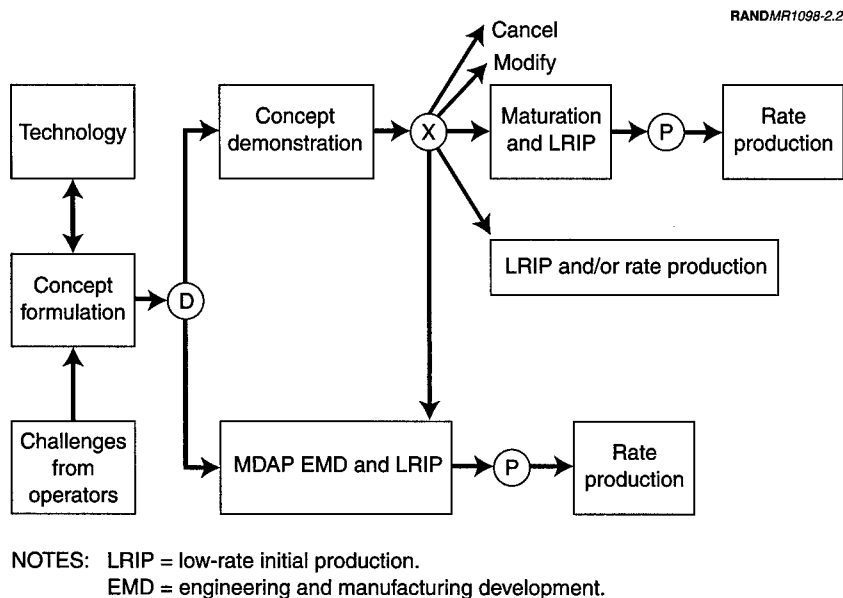 RANDMR1098-2.2
Cancel
Modify
Technology
Concept
demonstration
X
Maturation
and LRIP
P
Rate
production
LRIP and/or rate production
Concept
formulation
D
Challenges
from
operators
MDAP EMD and LRIP
P
Rate
production
NOTES: LRIP = low-rate initial production.
EMD = engineering and manufacturing development.